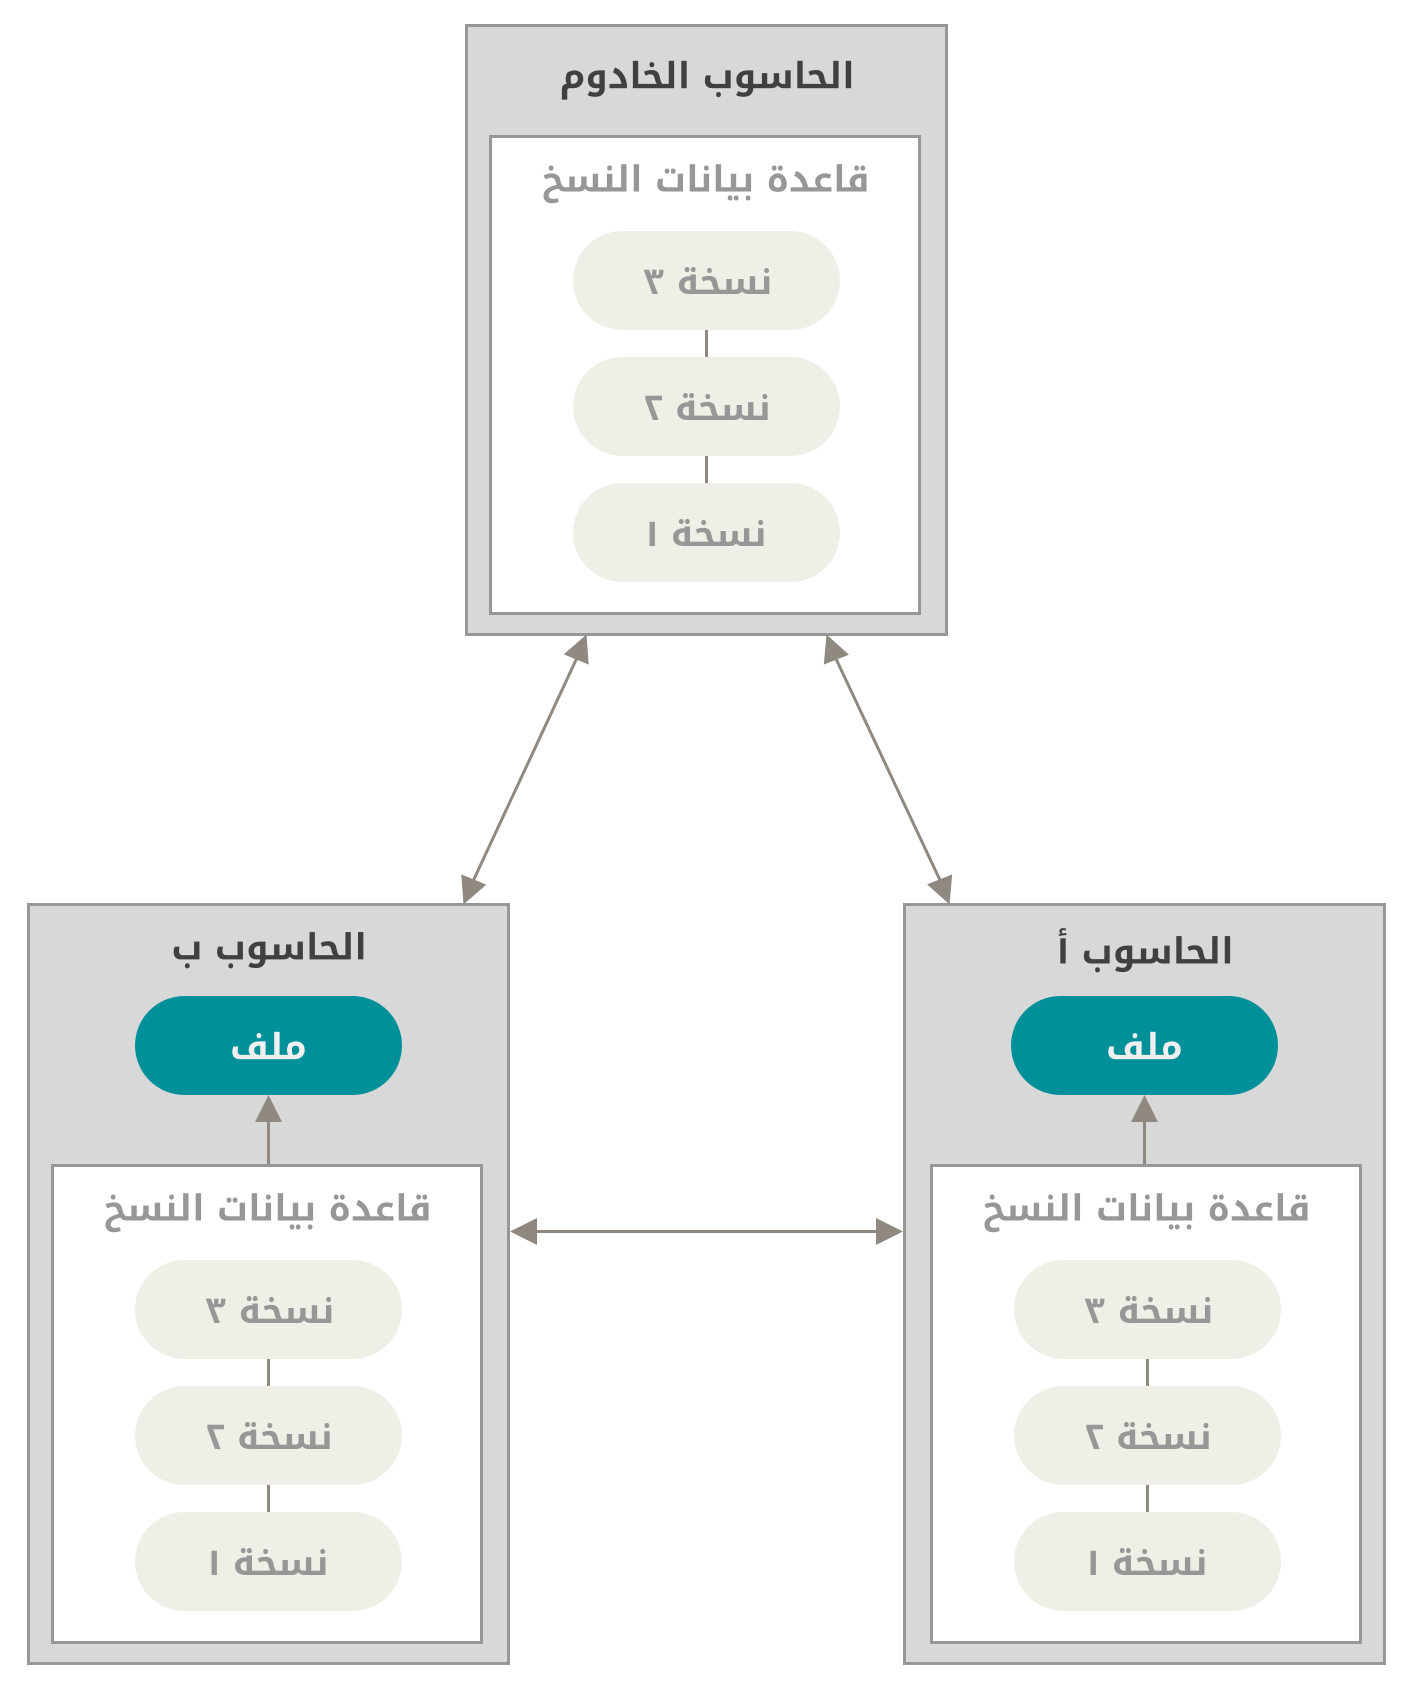 الحاسوب الخادوم
قاعدة بيانات النسخ
نسخة ٣
نسخة ٢
نسخة ١
الحاسوب أ
ملف
قاعدة بيانات النسخ
نسخة ٣
نسخة ٢
نسخة ١
الحاسوب ب
ملف
قاعدة بيانات النسخ
نسخة ٣
نسخة ٢
نسخة ١